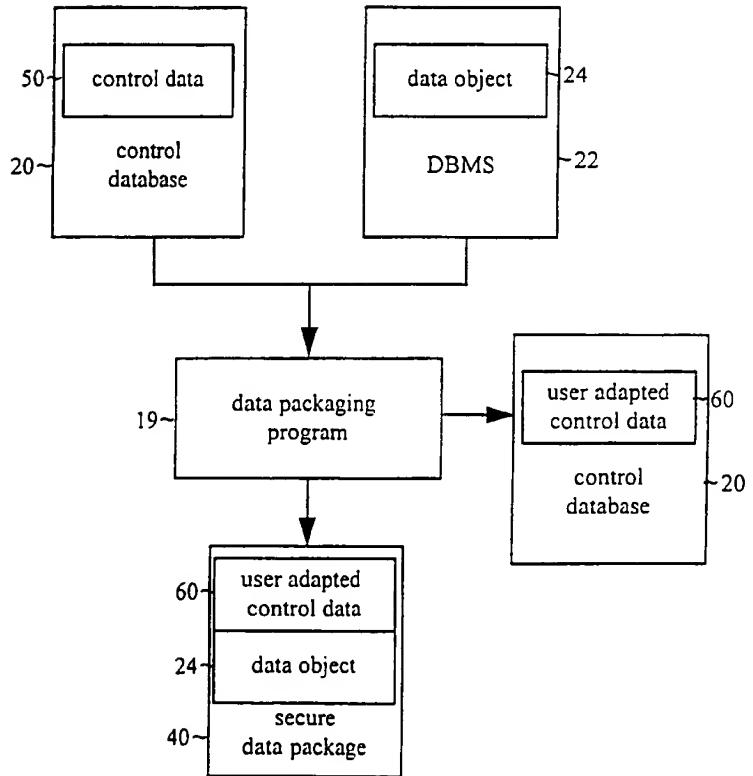 50
control data
20
control
database
data object
24
DBMS
22
19
data packaging
program
user adapted
control data
60
control
database
20
60
user adapted
control data
24
data object
secure
data package
40